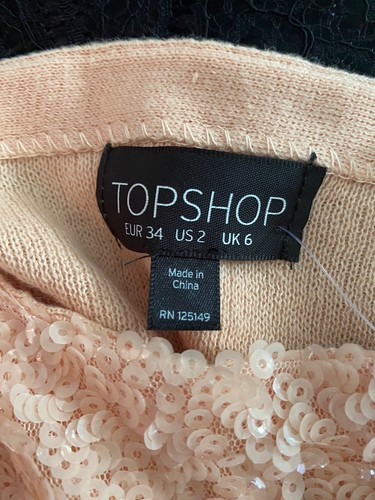 TOPSHOP
EUR 34 US 2 UK 6
Made in
China
RN 125149